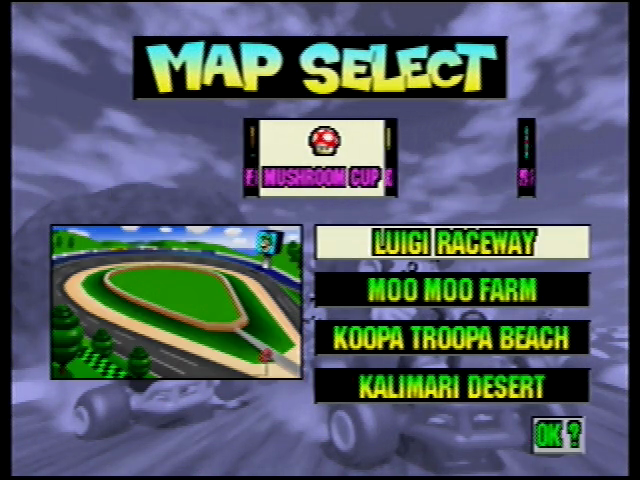 MAP SELECT
MUSHROOM CUP
LUIGI RACEWAY
MOO MOO FARM
KOOPA TROOPA BEACH
KALIMARI DESERT
OK?